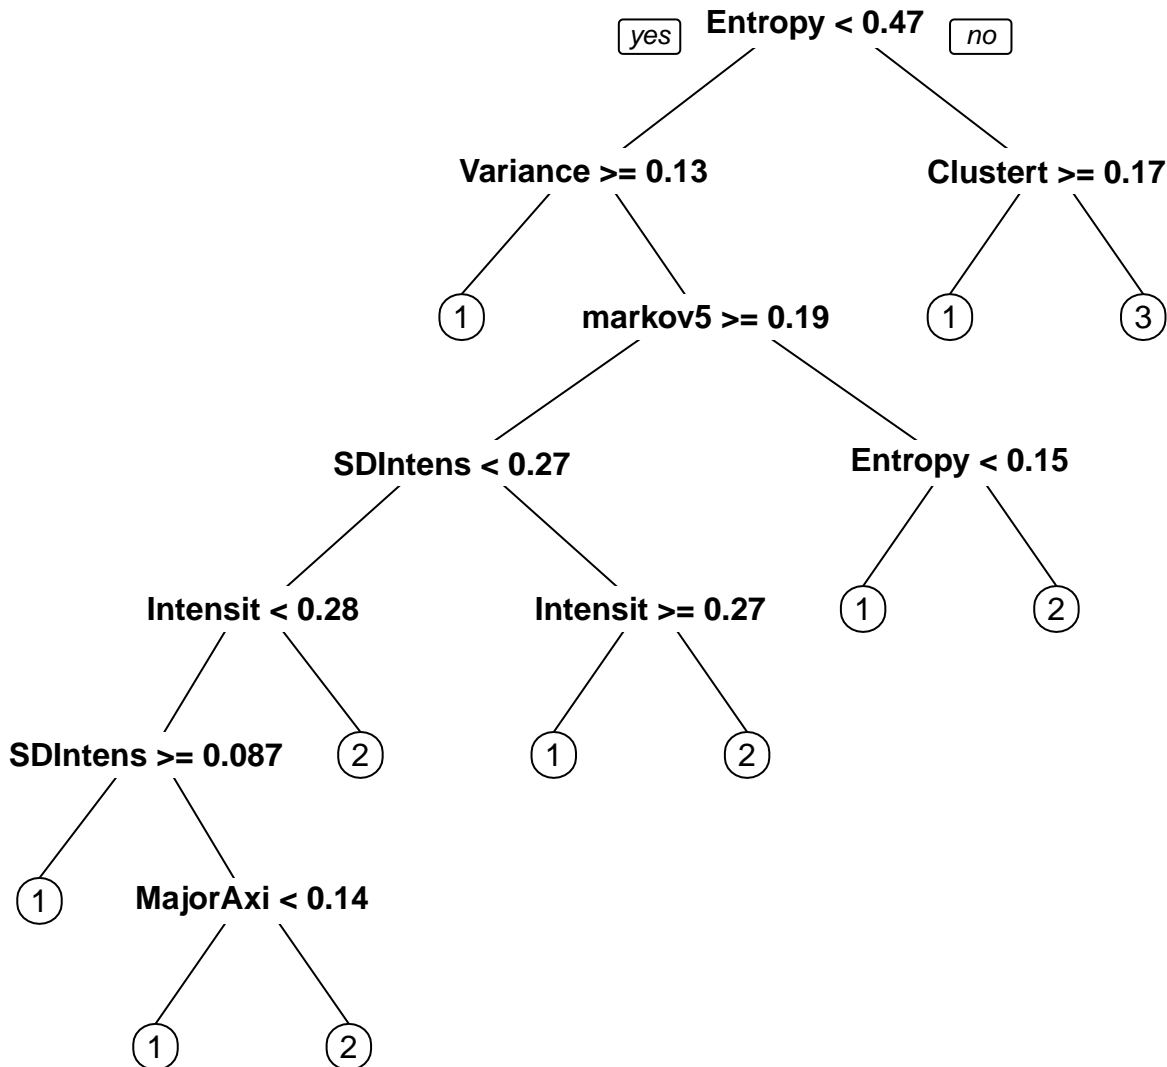 yes Entropy < 0.47 no
Variance >= 0.13 Clustert >= 0.17
1 markov5 >= 0.19 1 3
SDIntens < 0.27 Entropy < 0.15
Intensit < 0.28 Intensit >= 0.27 1 2
SDIntens >= 0.087 2 1 2
1 MajorAxi < 0.14
1 2